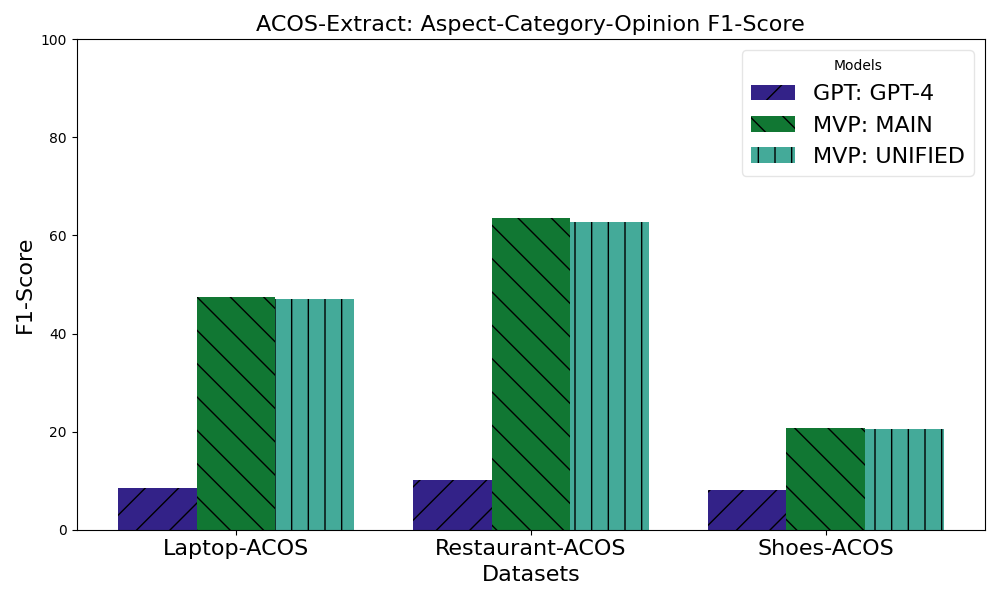 ACOS-Extract: Aspect-Category-Opinion F1-Score
100
80
60
40
20
0
F1-Score
Models
GPT: GPT-4
MVP: MAIN
MVP: UNIFIED
Laptop-ACOS
Restaurant-ACOS
Shoes-ACOS
Datasets